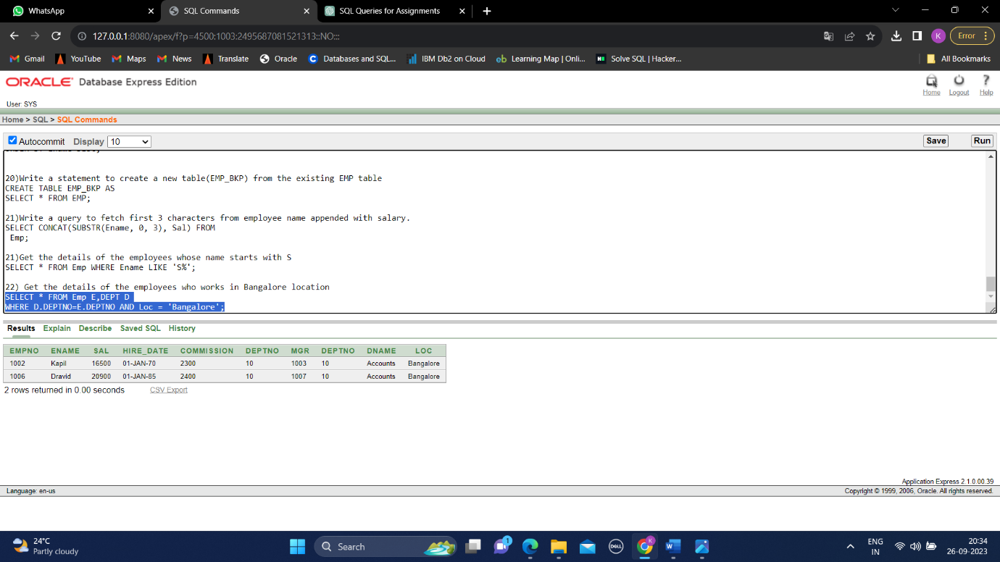 WhatsApp
SQL Commands
SQL Queries for Assignments
127.0.0.1:8080/apex/f?p=4500:1003:2495687081521313::NO:::
K
Error
Gmail
YouTube
Maps
News
Translate
Oracle
Databases and SQL...
IBM Db2 on Cloud
Learning Map | Onli...
Solve SQL | Hacker...
All Bookmarks
ORACLE® Database Express Edition
Home
Logout
Help
User: SYS
Home > SQL > SQL Commands
Autocommit Display 10
Save
Run
20)Write a statement to create a new table(EMP_BKP) from the existing EMP table
CREATE TABLE EMP_BKP AS
SELECT * FROM EMP;
21)Write a query to fetch first 3 characters from employee name appended with salary.
SELECT CONCAT(SUBSTR(Ename, 0, 3), Sal) FROM
Emp;
21)Get the details of the employees whose name starts with S
SELECT * FROM Emp WHERE Ename LIKE 'S%';
22) Get the details of the employees who works in Bangalore location
SELECT * FROM Emp E,DEPT D
WHERE D.DEPTNO=E.DEPTNO AND Loc = 'Bangalore';
Results Explain Describe Saved SQL History
EMPNO ENAME SAL HIRE_DATE COMMISSION DEPTNO MGR DEPTNO DNAME LOC
1002 Kapil 16500 01-JAN-70 2300 10 1003 10 Accounts Bangalore
1006 Dravid 20900 01-JAN-85 2400 10 1007 10 Accounts Bangalore
2 rows returned in 0.00 seconds
CSV Export
Application Express 2.1.0.00.39
Language: en-us
Copyright © 1999, 2006, Oracle. All rights reserved.
24°C
Partly cloudy
Search
1
DELL
K
W
ENG
IN
20:34
26-09-2023